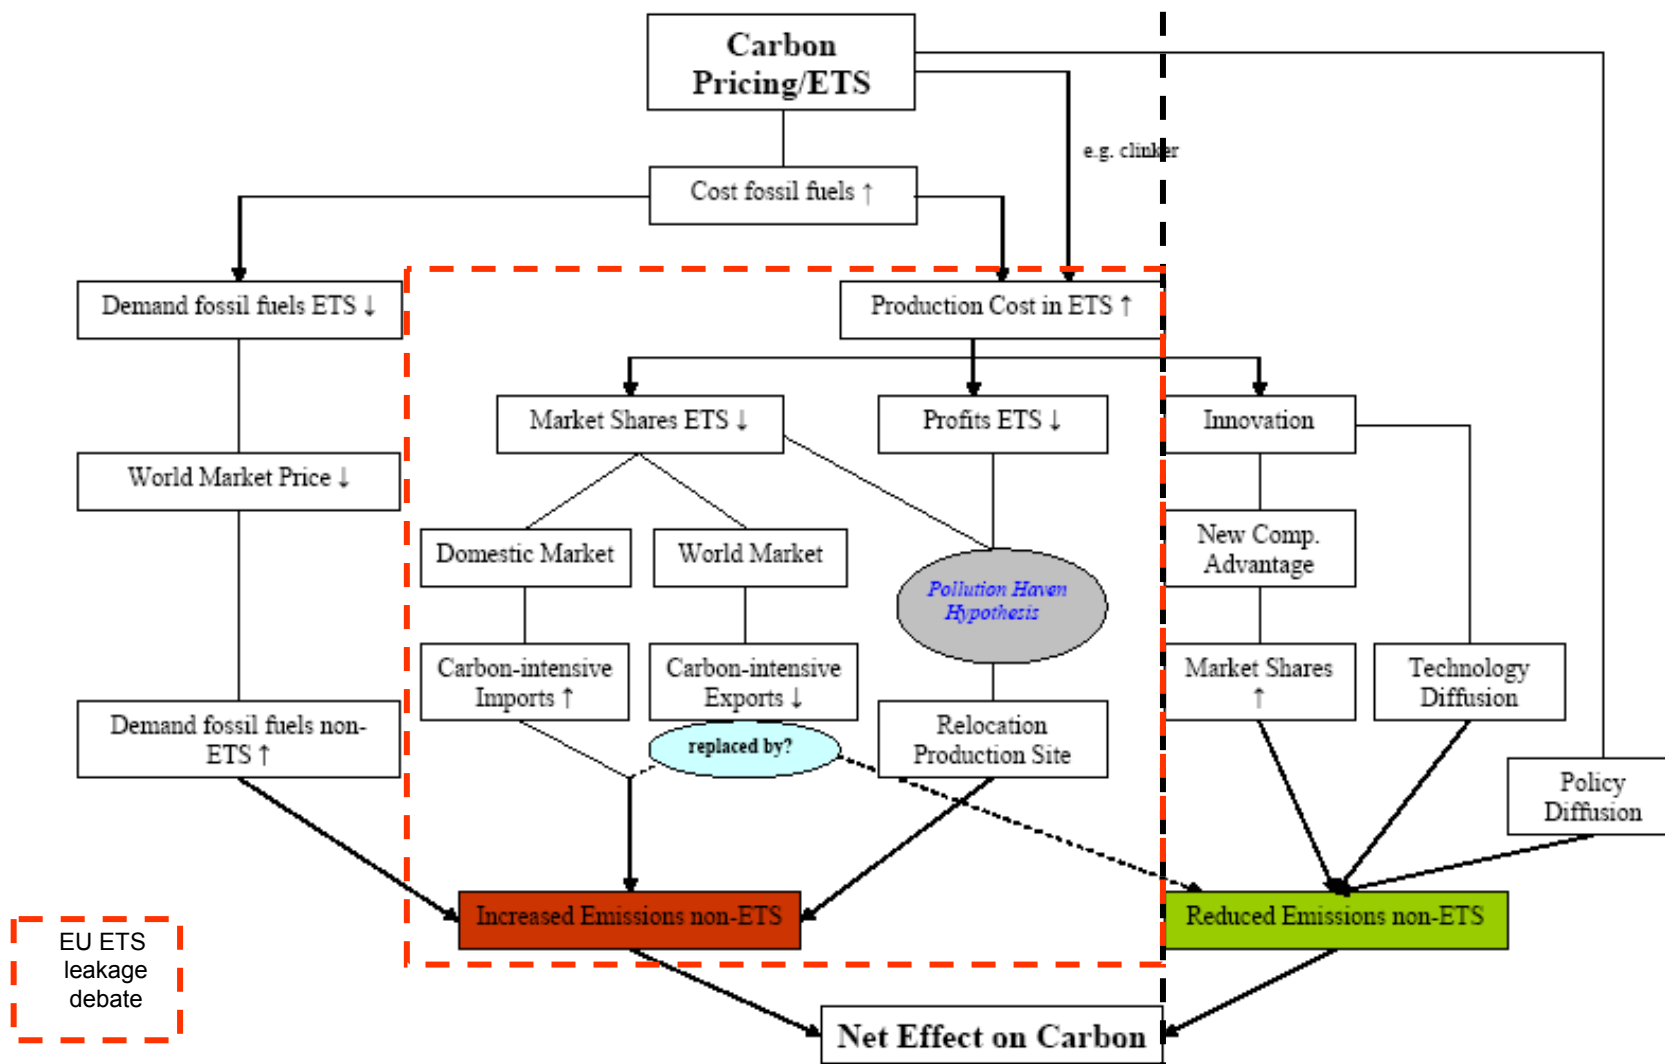 Carbon
Pricing/ETS
e.g. clinker
Cost fossil fuels ↑
Demand fossil fuels ETS ↓
Production Cost in ETS ↑
Market Shares ETS ↓
Profits ETS ↓
Innovation
World Market Price ↓
Domestic Market
World Market
New Comp.
Advantage
Pollution Haven
Hypothesis
Carbon-intensive
Imports ↑
Carbon-intensive
Exports ↓
Market Shares
↑
Technology
Diffusion
Demand fossil fuels non-
ETS ↑
replaced by?
Relocation
Production Site
Policy
Diffusion
Increased Emissions non-ETS
Reduced Emissions non-ETS
EU ETS
leakage
debate
Net Effect on Carbon